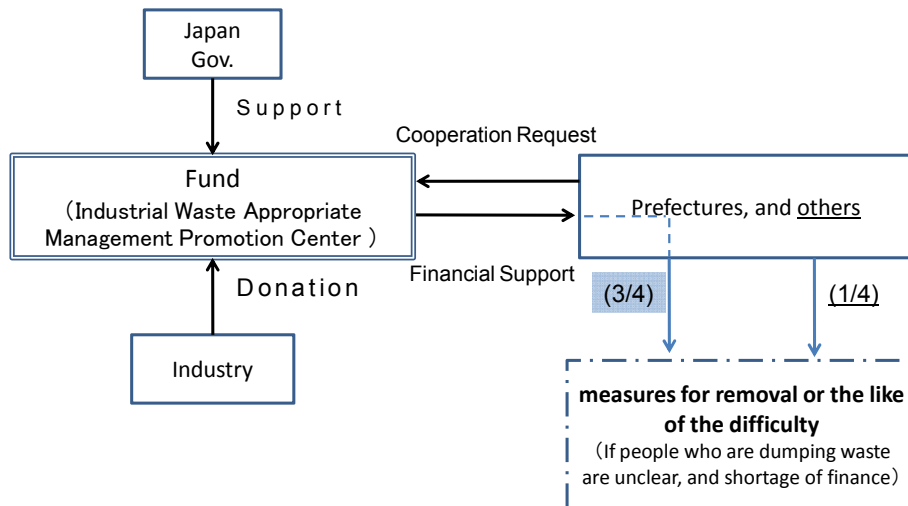 Japan
Gov.
Support
Cooperation Request
Fund
（Industrial Waste Appropriate
Management Promotion Center ）
Prefectures, and others
Financial Support
Donation
(3/4)
(1/4)
Industry
measures for removal or the like
of the difficulty
（If people who are dumping waste
are unclear, and shortage of finance）